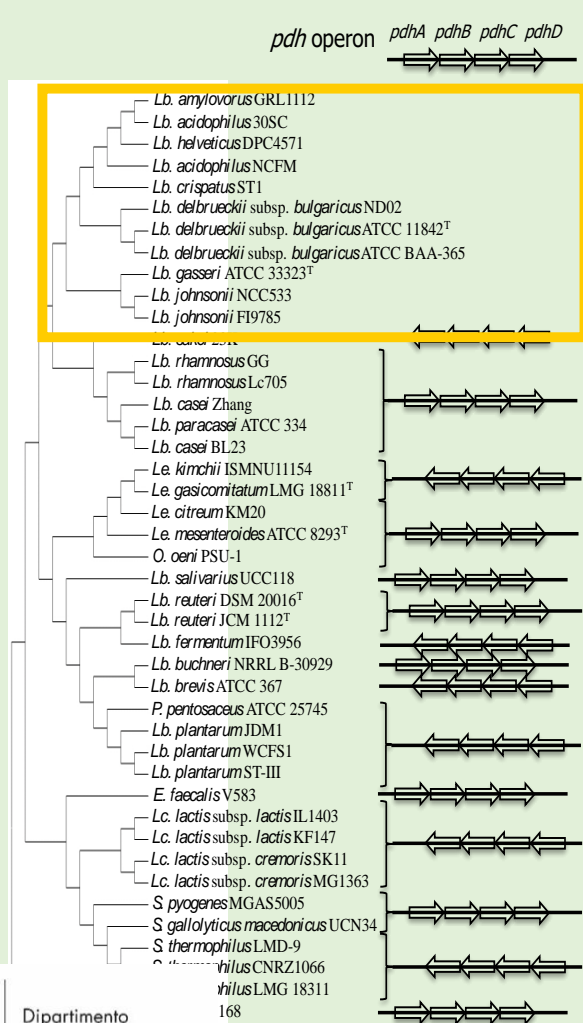 pdh operon pdhA pdhB pdhC pdhD
Lb. amylovorus GRL1112
Lb. acidophilus 30SC
Lb. helveticus DPC4571
Lb. acidophilus NCFM
Lb. crispatus ST1
Lb. delbrueckii subsp. bulgaricus ND02
Lb. delbrueckii subsp. bulgaricus ATCC 11842ᵀ
Lb. delbrueckii subsp. bulgaricus ATCC BAA-365
Lb. gasseri ATCC 33323ᵀ
Lb. johnsonii NCC533
Lb. johnsonii FI9785
Lb. rhamnosus GG
Lb. rhamnosus Lc705
Lb. casei Zhang
Lb. paracasei ATCC 334
Lb. casei BL23
Le. kimchii ISMNU11154
Le. gasicomitatum LMG 18811ᵀ
Le. citreum KM20
Le. mesenteroides ATCC 8293ᵀ
O. oeni PSU-1
Lb. salivarius UCC118
Lb. reuteri DSM 20016ᵀ
Lb. reuteri JCM 1112ᵀ
Lb. fermentum IFO3956
Lb. buchneri NRRL B-30929
Lb. brevis ATCC 367
P. pentosaceus ATCC 25745
Lb. plantarum JDM1
Lb. plantarum WCFS1
Lb. plantarum ST-III
E. faecalis V583
Lc. lactis subsp. lactis IL1403
Lc. lactis subsp. lactis KF147
Lc. lactis subsp. cremoris SK11
Lc. lactis subsp. cremoris MG1363
S. pyogenes MGAS5005
S. gallolyticus macedonicus UCN34
S. thermophilus LMD-9
CNRZ1066
LMG 18311
168
Dipartimento